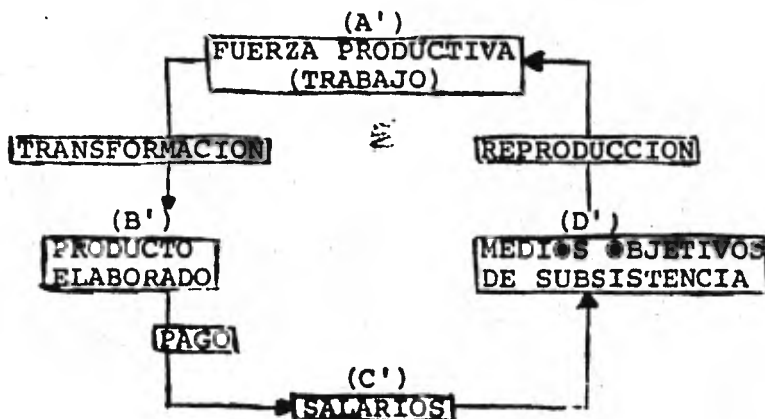 (A')
FUERZA PRODUCTIVA
(TRABAJO)
TRANSFORMACION
REPRODUCCION
(B')
(D')
PRODUCTO
ELABORADO
MEDIOS OBJETIVOS
DE SUBSISTENCIA
PAGO
(C')
SALARIOS